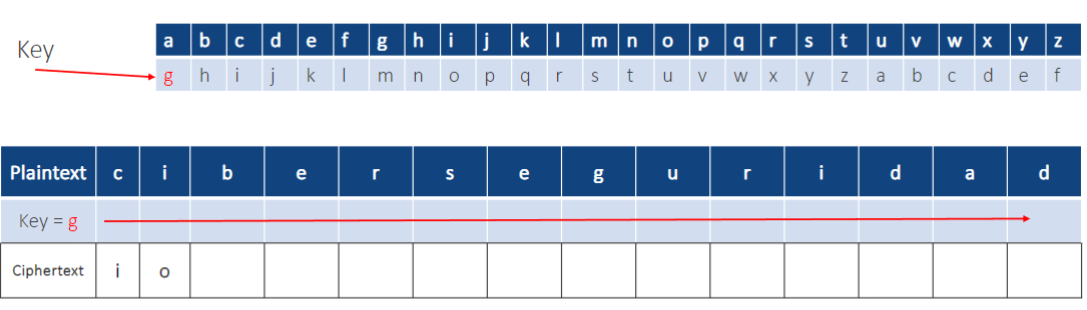 Key
a b c d e f g h i j k l m n o p q r s t u v w x y z
g h i j k l m n o p q r s t u v w x y z a b c d e f
Plaintext c i b e r s e g u r i d a d
Key = g
Ciphertext i o